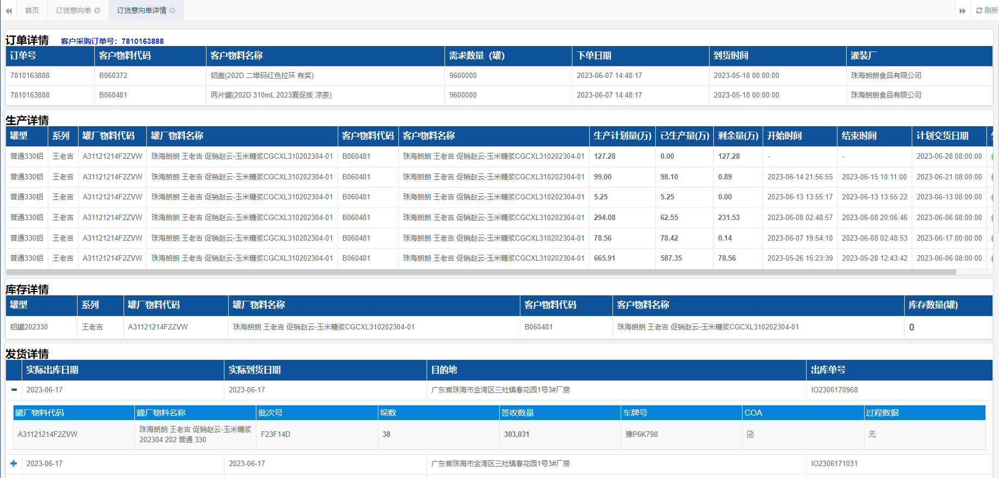 首页 订货意向单 订货意向单详情 刷新
订单详情 客户采购订单号：7810163888
订单号 客户物料代码 客户物料名称 需求数量（罐） 下单日期 到货时间 灌装厂
7810163888 B060372 铝盖(202D 二维码红色拉环 有奖) 9600000 2023-06-07 14:48:17 2023-05-18 00:00:00 珠海朗朗食品有限公司
7810163888 B060481 两片罐(202D 310mL 2023夏促版 凉茶) 9600000 2023-06-07 14:48:17 2023-05-18 00:00:00 珠海朗朗食品有限公司
生产详情
罐型 系列 罐厂物料代码 罐厂物料名称 客户物料代码 客户物料名称 生产计划量(万) 已生产量(万) 剩余量(万) 开始时间 结束时间 计划交货日期
普通330铝 王老吉 A31121214F2ZVW 珠海朗朗 王老吉 促销赵云-玉米糖浆CGCXL310202304-01 B060481 珠海朗朗 王老吉 促销赵云-玉米糖浆CGCXL310202304-01 127.28 0.00 127.28 - - 2023-06-28 08:00:00
普通330铝 王老吉 A31121214F2ZVW 珠海朗朗 王老吉 促销赵云-玉米糖浆CGCXL310202304-01 B060481 珠海朗朗 王老吉 促销赵云-玉米糖浆CGCXL310202304-01 99.00 98.10 0.89 2023-06-14 21:56:55 2023-06-15 10:11:00 2023-06-21 08:00:00
普通330铝 王老吉 A31121214F2ZVW 珠海朗朗 王老吉 促销赵云-玉米糖浆CGCXL310202304-01 B060481 珠海朗朗 王老吉 促销赵云-玉米糖浆CGCXL310202304-01 5.25 5.25 0.00 2023-06-13 13:55:17 2023-06-13 13:55:22 2023-06-13 08:00:00
普通330铝 王老吉 A31121214F2ZVW 珠海朗朗 王老吉 促销赵云-玉米糖浆CGCXL310202304-01 B060481 珠海朗朗 王老吉 促销赵云-玉米糖浆CGCXL310202304-01 294.08 62.55 231.53 2023-06-08 02:48:57 2023-06-08 20:06:46 2023-06-06 08:00:00
普通330铝 王老吉 A31121214F2ZVW 珠海朗朗 王老吉 促销赵云-玉米糖浆CGCXL310202304-01 B060481 珠海朗朗 王老吉 促销赵云-玉米糖浆CGCXL310202304-01 78.56 78.42 0.14 2023-06-07 19:54:10 2023-06-08 02:48:53 2023-06-17 00:00:00
普通330铝 王老吉 A31121214F2ZVW 珠海朗朗 王老吉 促销赵云-玉米糖浆CGCXL310202304-01 B060481 珠海朗朗 王老吉 促销赵云-玉米糖浆CGCXL310202304-01 665.91 587.35 78.56 2023-05-26 15:23:39 2023-05-28 12:43:42 2023-06-06 08:00:00
库存详情
罐型 系列 罐厂物料代码 罐厂物料名称 客户物料代码 客户物料名称 库存数量(罐)
铝罐202330 王老吉 A31121214F2ZVW 珠海朗朗 王老吉 促销赵云-玉米糖浆CGCXL310202304-01 B060481 珠海朗朗 王老吉 促销赵云-玉米糖浆CGCXL310202304-01 0
发货详情
实际出库日期 实际到货日期 目的地 出库单号
2023-06-17 2023-06-17 广东省珠海市金湾区三灶镇春花园1号3#厂房 IO2306170968
罐厂物料代码 罐厂物料名称 批次号 垛数 签收数量 车牌号 COA 过程数据
A31121214F2ZVW 珠海朗朗 王老吉 促销赵云-玉米糖浆 F23F14D 38 303,031 豫P6K798 无
202304 202 普通 330
2023-06-17 2023-06-17 广东省珠海市金湾区三灶镇春花园1号3#厂房 IO2306171031